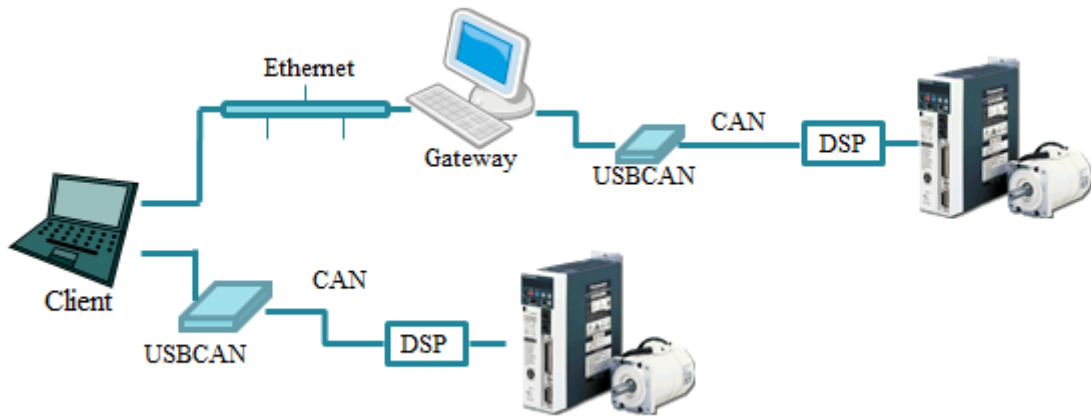 Ethernet
Gateway
USBCAN
CAN
DSP
Client
USBCAN
CAN
DSP